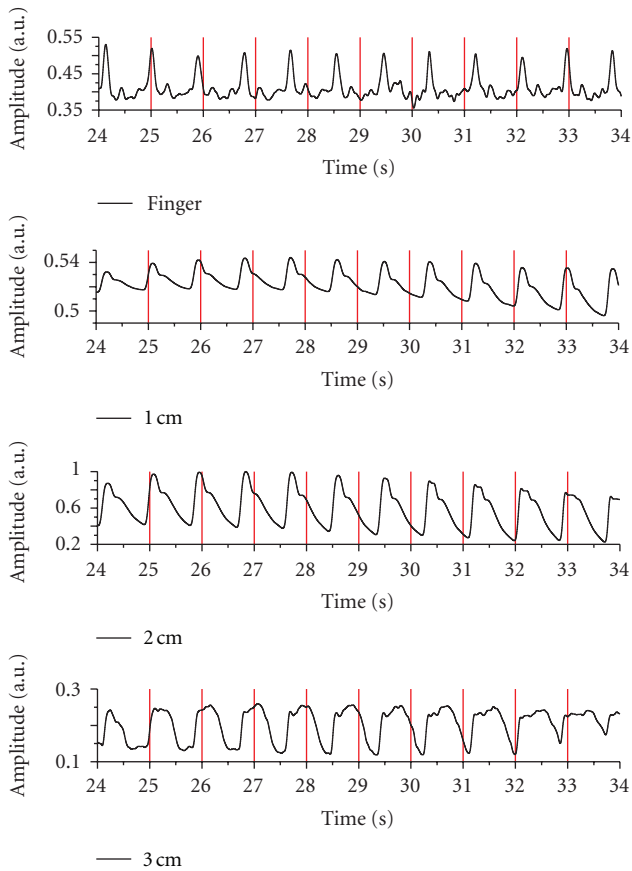 Amplitude (a.u.)
0.55
0.45
0.35
24 25 26 27 28 29 30 31 32 33 34
Time (s)
Finger
Amplitude (a.u.)
0.54
0.5
24 25 26 27 28 29 30 31 32 33 34
Time (s)
1 cm
Amplitude (a.u.)
1
0.6
0.2
24 25 26 27 28 29 30 31 32 33 34
Time (s)
2 cm
Amplitude (a.u.)
0.3
0.1
24 25 26 27 28 29 30 31 32 33 34
Time (s)
3 cm